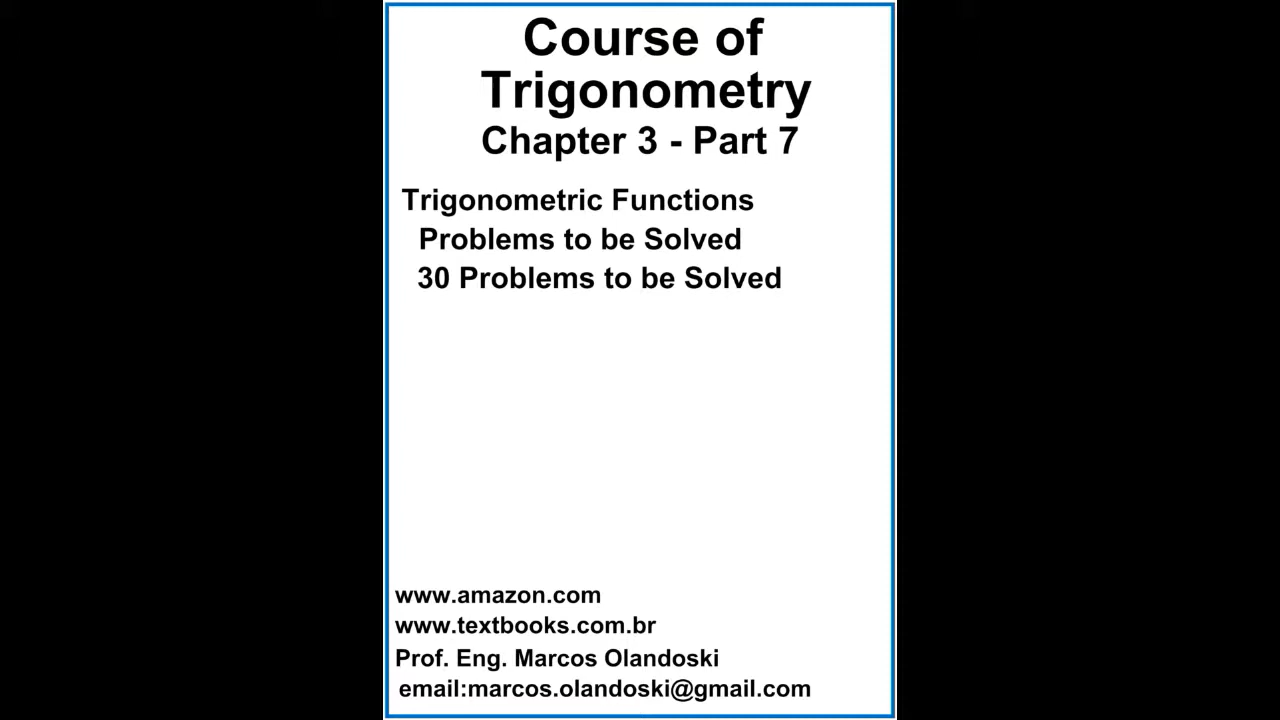 Course of
Trigonometry
Chapter 3 - Part 7
Trigonometric Functions
Problems to be Solved
30 Problems to be Solved
www.amazon.com
www.textbooks.com.br
Prof. Eng. Marcos Olandoski
email:marcos.olandoski@gmail.com